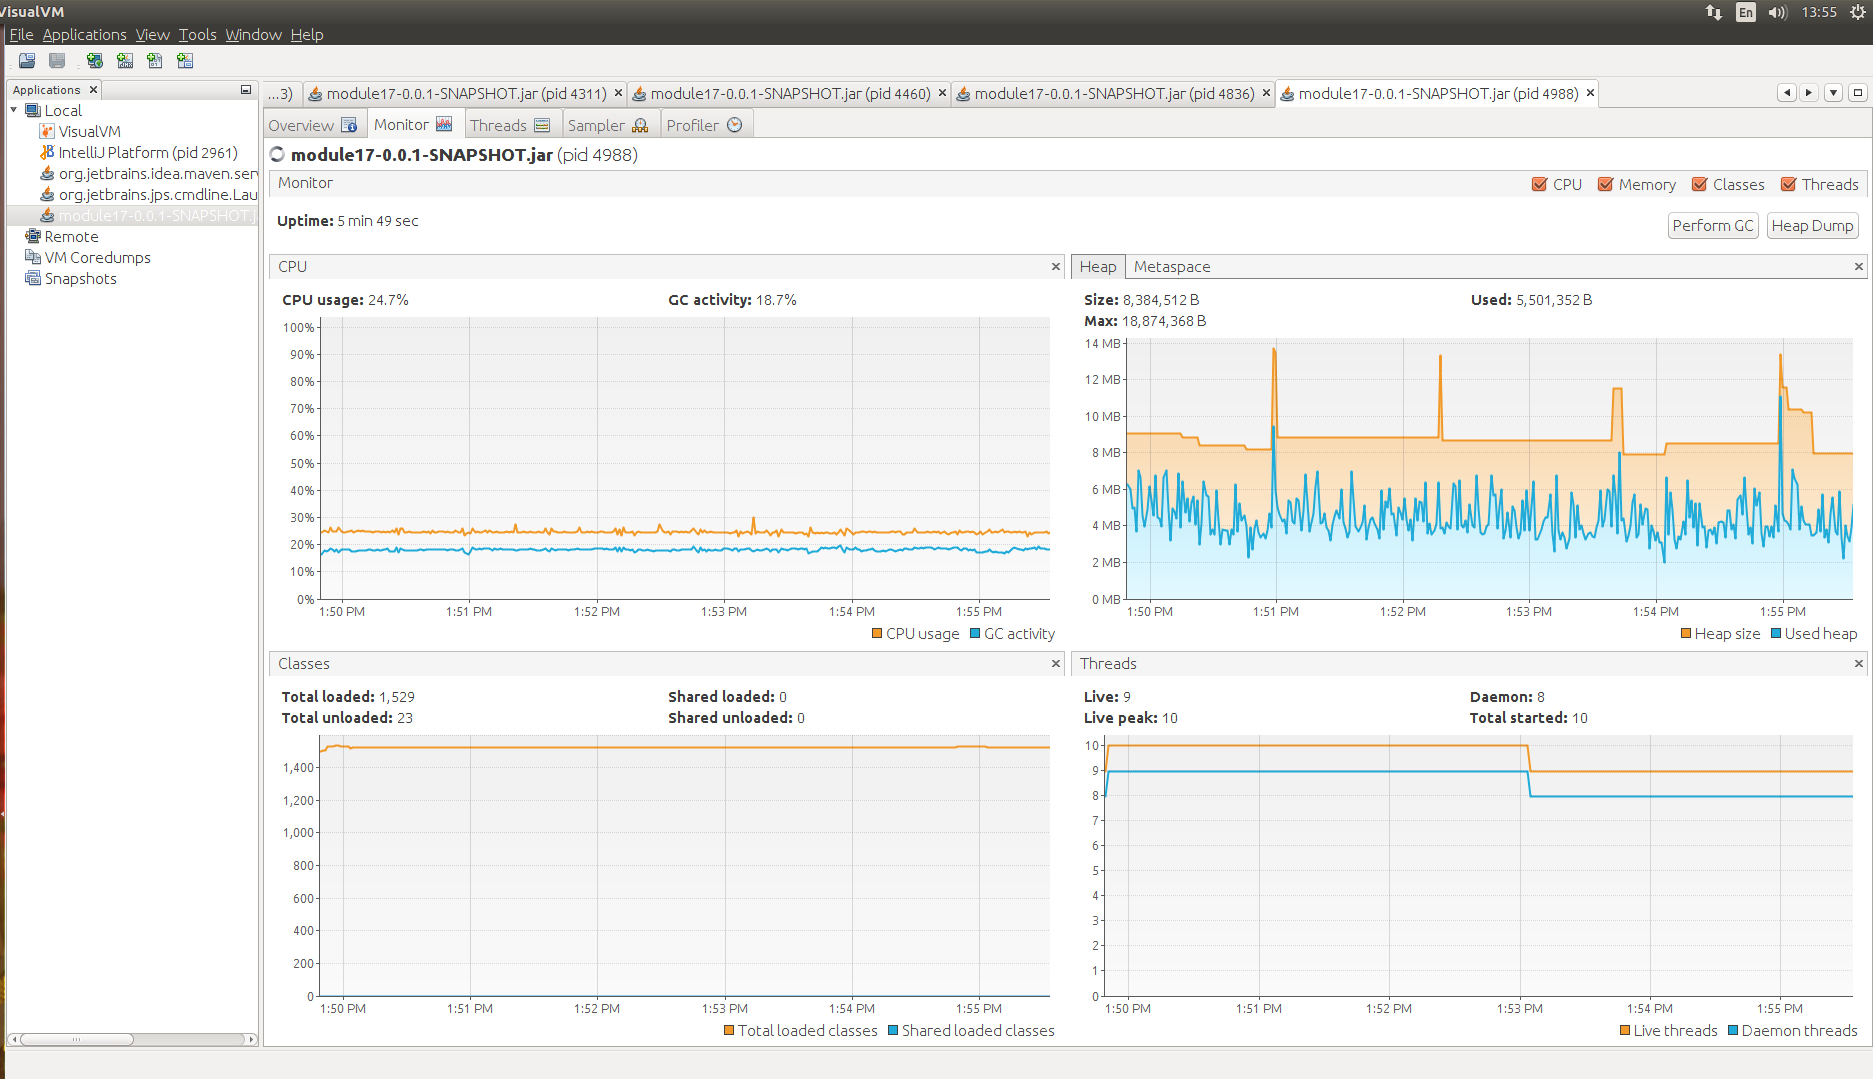 VisualVM
En 13:55
File Applications View Tools Window Help
Applications
Local
VisualVM
IntelliJ Platform (pid 2961)
org.jetbrains.idea.maven.ser
org.jetbrains.jps.cmdline.Lau
module17-0.0.1-SNAPSHOT.j
Remote
VM Coredumps
Snapshots
...3) module17-0.0.1-SNAPSHOT.jar (pid 4311) module17-0.0.1-SNAPSHOT.jar (pid 4460) module17-0.0.1-SNAPSHOT.jar (pid 4836) module17-0.0.1-SNAPSHOT.jar (pid 4988)
Overview Monitor Threads Sampler Profiler
module17-0.0.1-SNAPSHOT.jar (pid 4988)
Monitor CPU Memory Classes Threads
Uptime: 5 min 49 sec
Perform GC Heap Dump
CPU
CPU usage: 24.7% GC activity: 18.7%
100%
90%
80%
70%
60%
50%
40%
30%
20%
10%
0%
1:50 PM 1:51 PM 1:52 PM 1:53 PM 1:54 PM 1:55 PM
CPU usage GC activity
Heap Metaspace
Size: 8,384,512 B Used: 5,501,352 B
Max: 18,874,368 B
14 MB
12 MB
10 MB
8 MB
6 MB
4 MB
2 MB
0 MB
1:50 PM 1:51 PM 1:52 PM 1:53 PM 1:54 PM 1:55 PM
Heap size Used heap
Classes
Total loaded: 1,529 Shared loaded: 0
Total unloaded: 23 Shared unloaded: 0
1,400
1,200
1,000
800
600
400
200
0
1:50 PM 1:51 PM 1:52 PM 1:53 PM 1:54 PM 1:55 PM
Total loaded classes Shared loaded classes
Threads
Live: 9 Daemon: 8
Live peak: 10 Total started: 10
10
9
8
7
6
5
4
3
2
1
0
1:50 PM 1:51 PM 1:52 PM 1:53 PM 1:54 PM 1:55 PM
Live threads Daemon threads